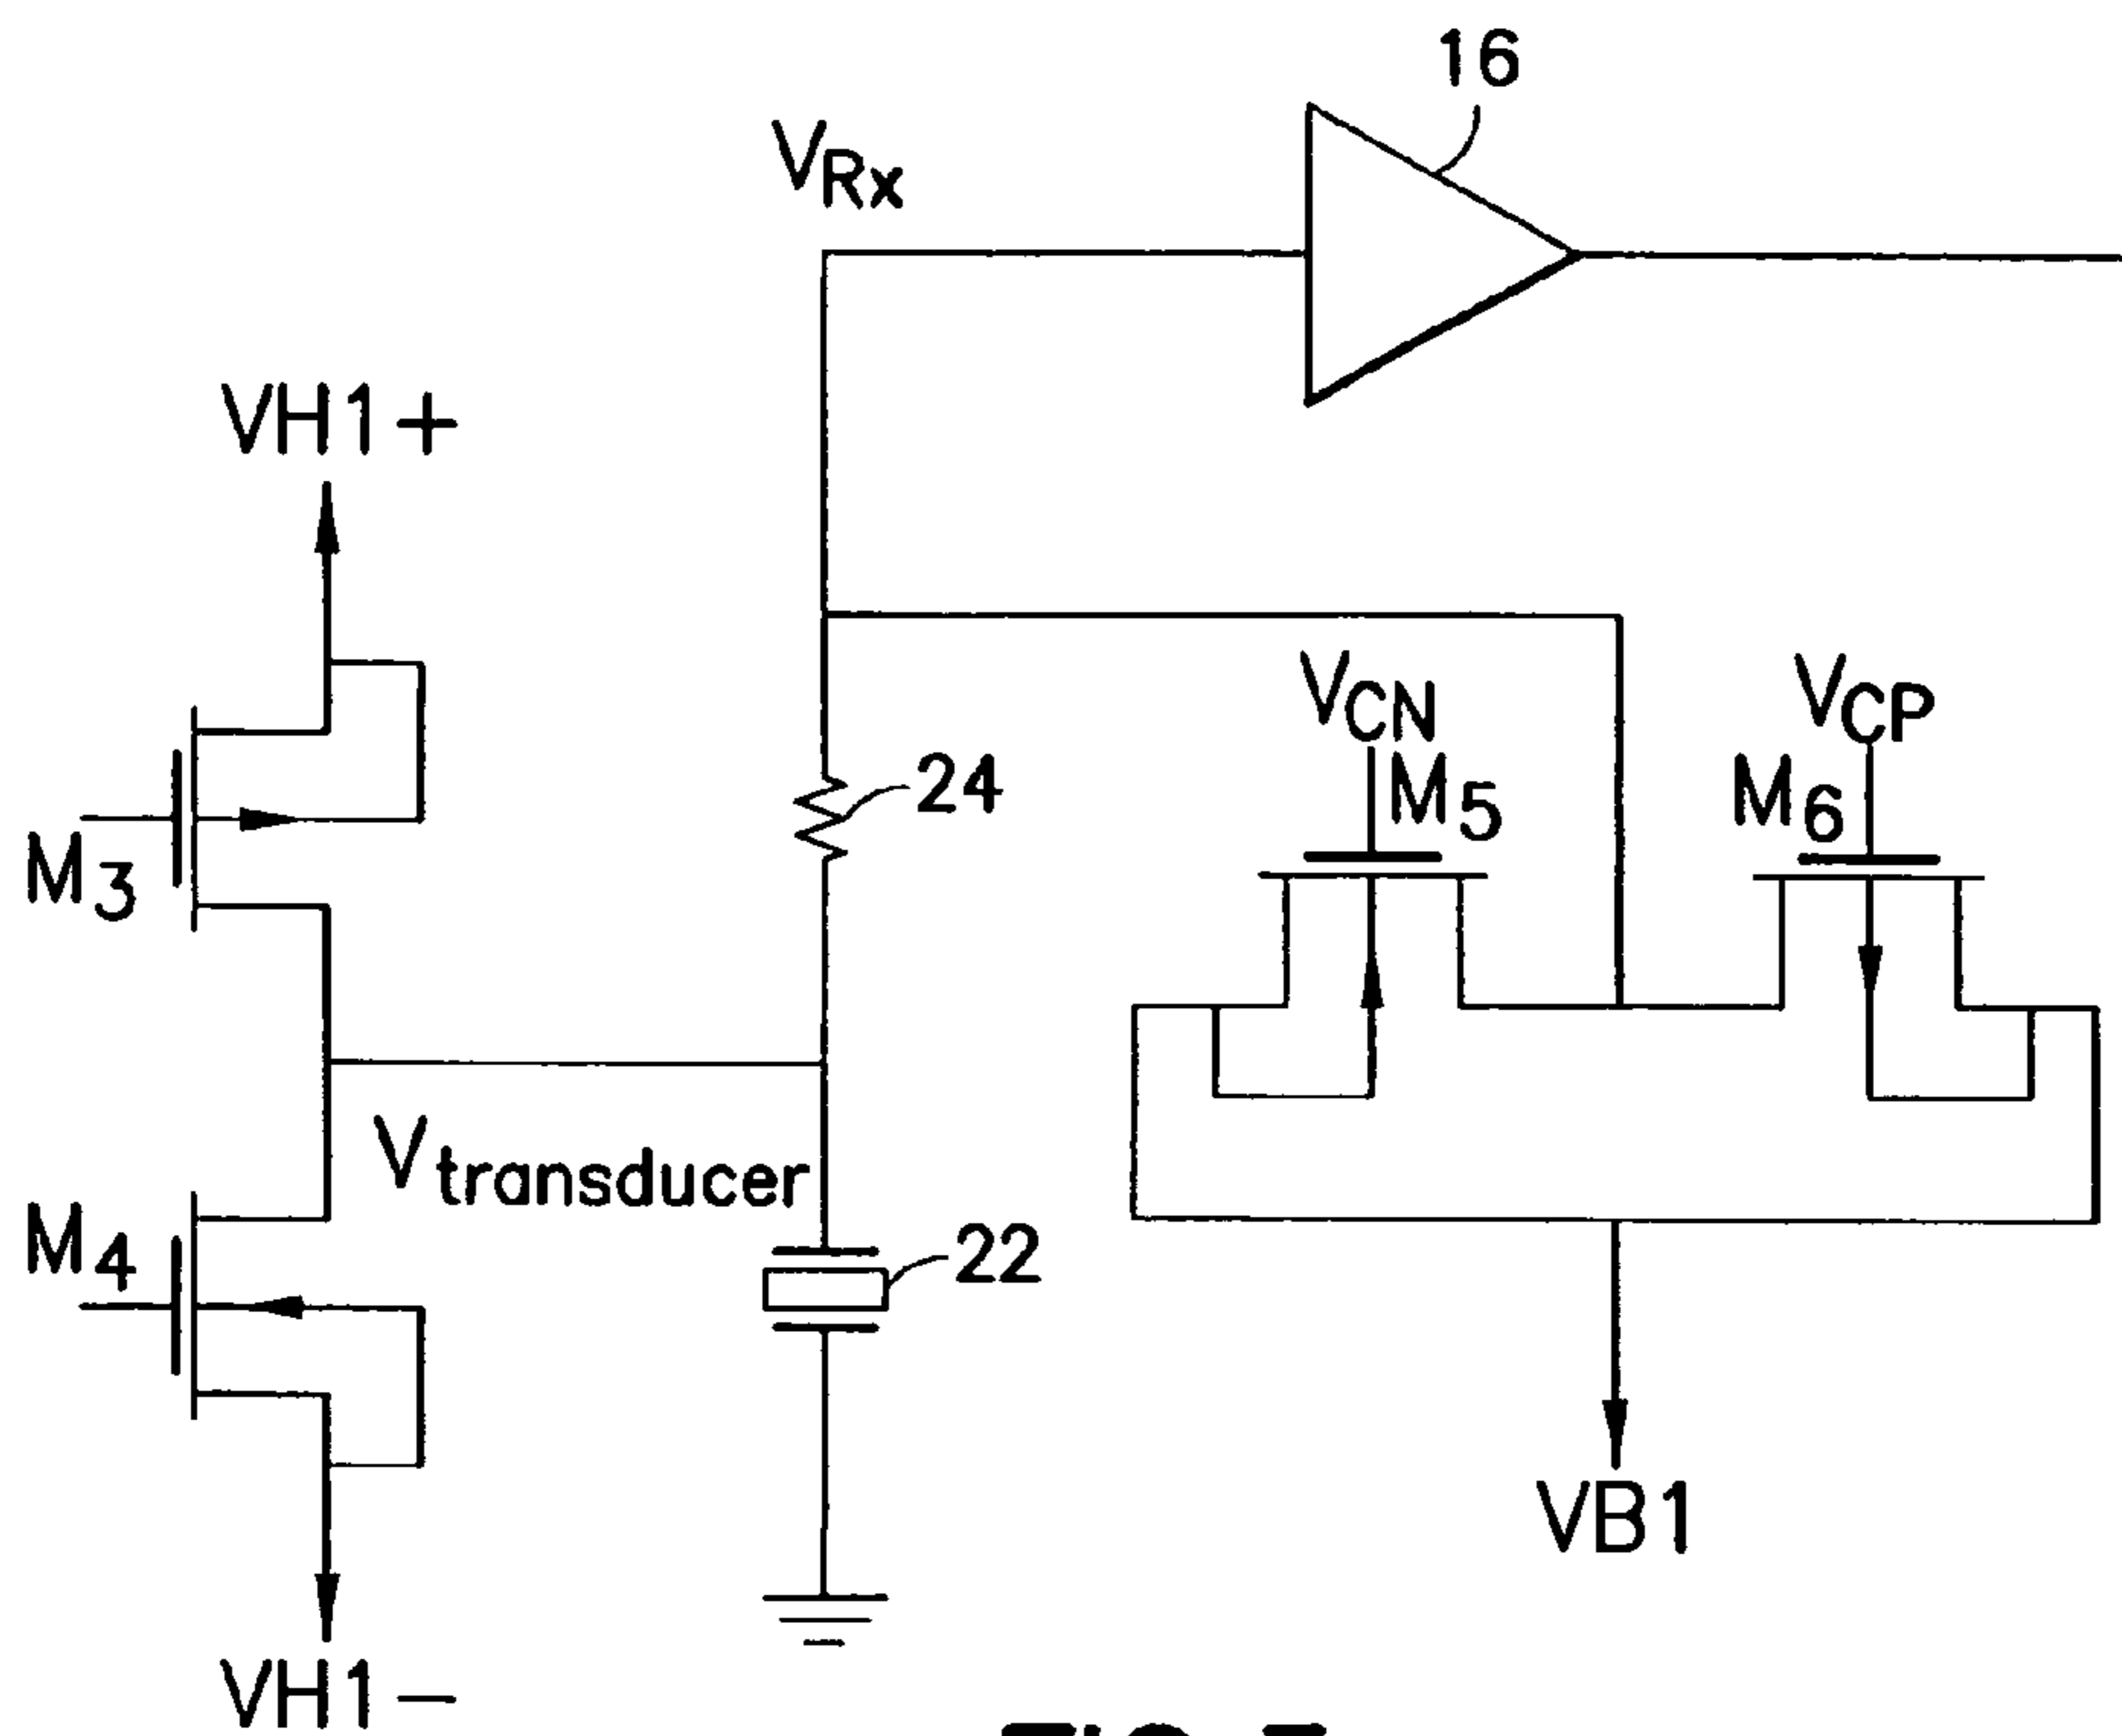 16
VRx
VH1+
VCN
VCP
24
M5
M6
M3
Vtransducer
M4
22
VB1
VH1−